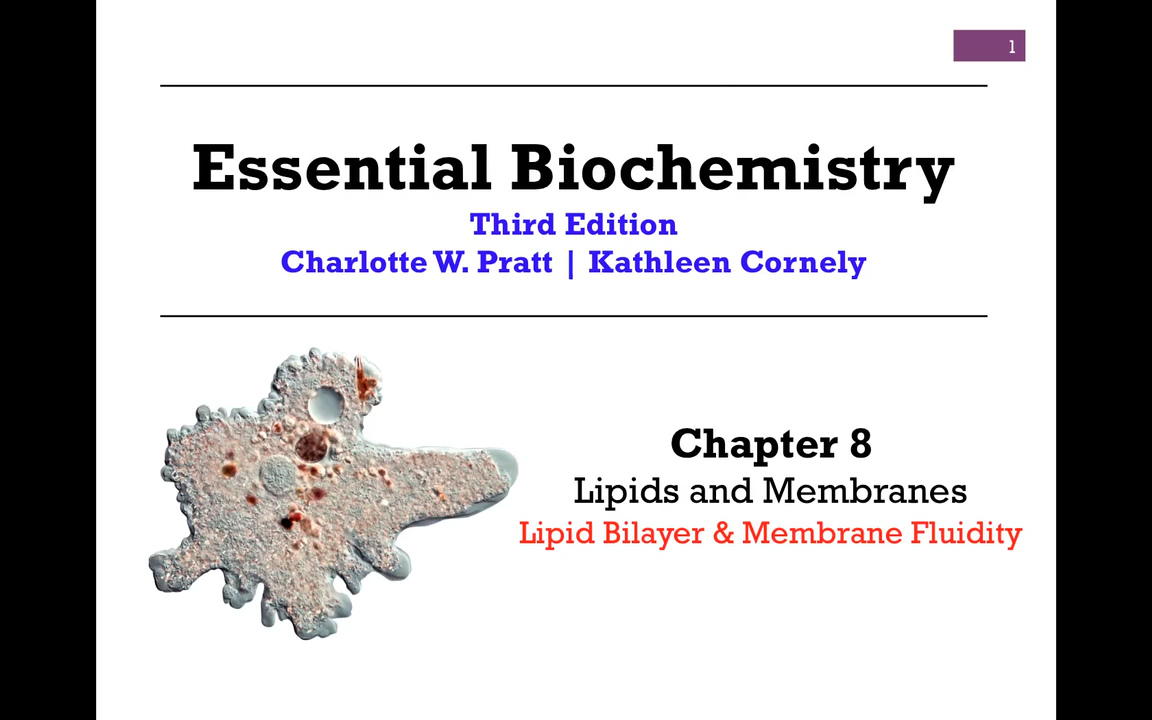 1
Essential Biochemistry
Third Edition
Charlotte W. Pratt | Kathleen Cornely
Chapter 8
Lipids and Membranes
Lipid Bilayer & Membrane Fluidity